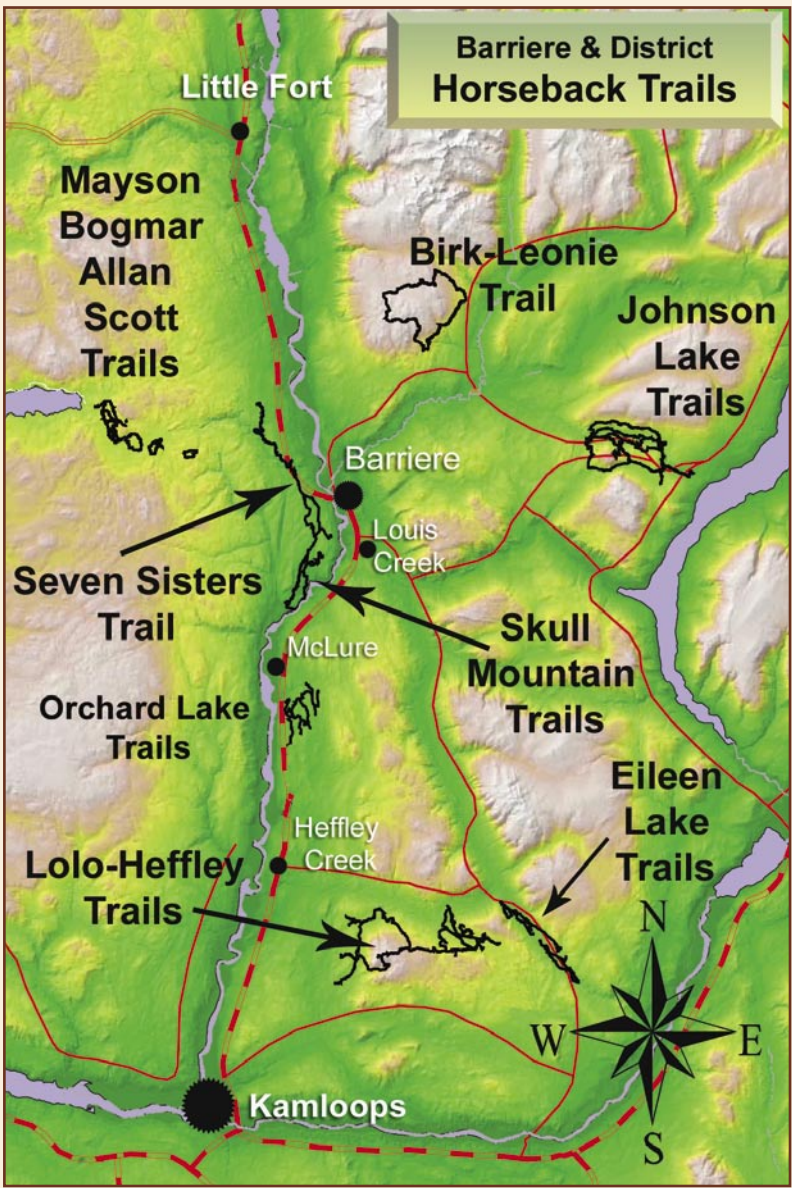 Barriere & District
Horseback Trails
Little Fort
Mayson
Bogmar
Allan
Scott
Trails
Birk-Leonie
Trail
Johnson
Lake
Trails
Barriere
Louis
Creek
Seven Sisters
Trail
Skull
Mountain
Trails
McLure
Orchard Lake
Trails
Eileen
Lake
Trails
Heffley
Creek
Lolo-Heffley
Trails
N
W
E
S
Kamloops